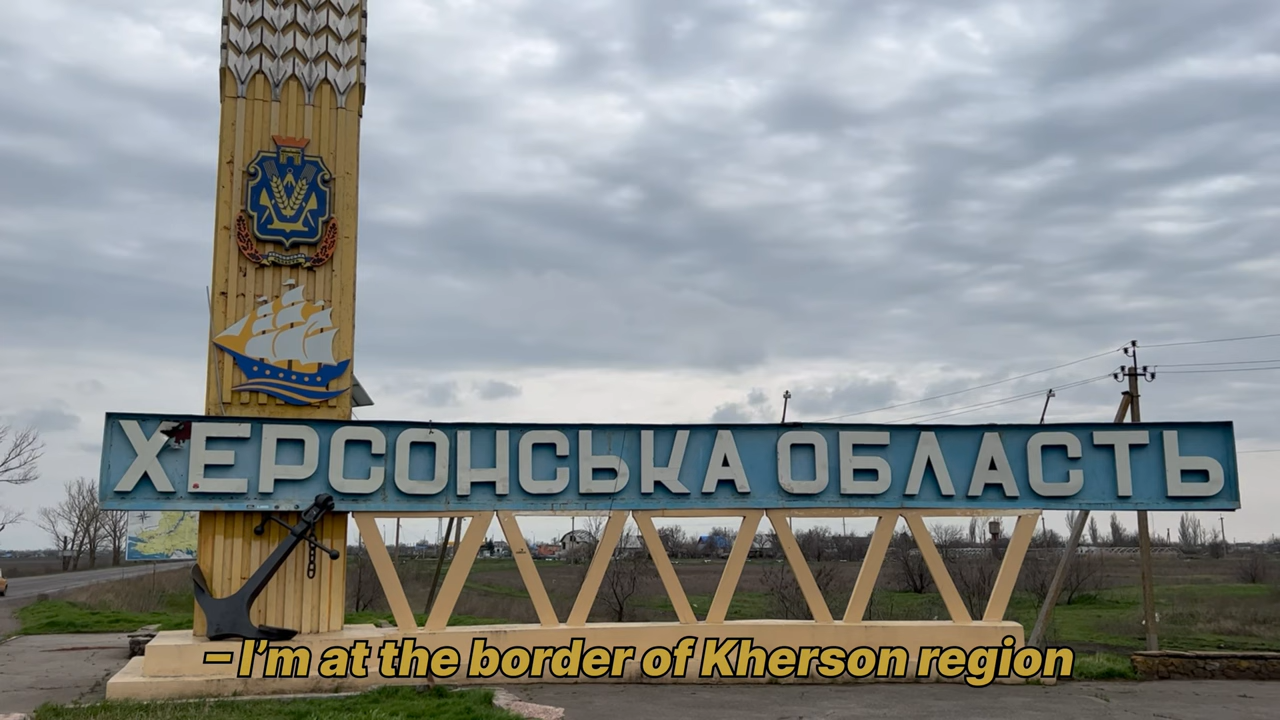 ХЕРСОНСЬКА ОБЛАСТЬ
–I'm at the border of Kherson region